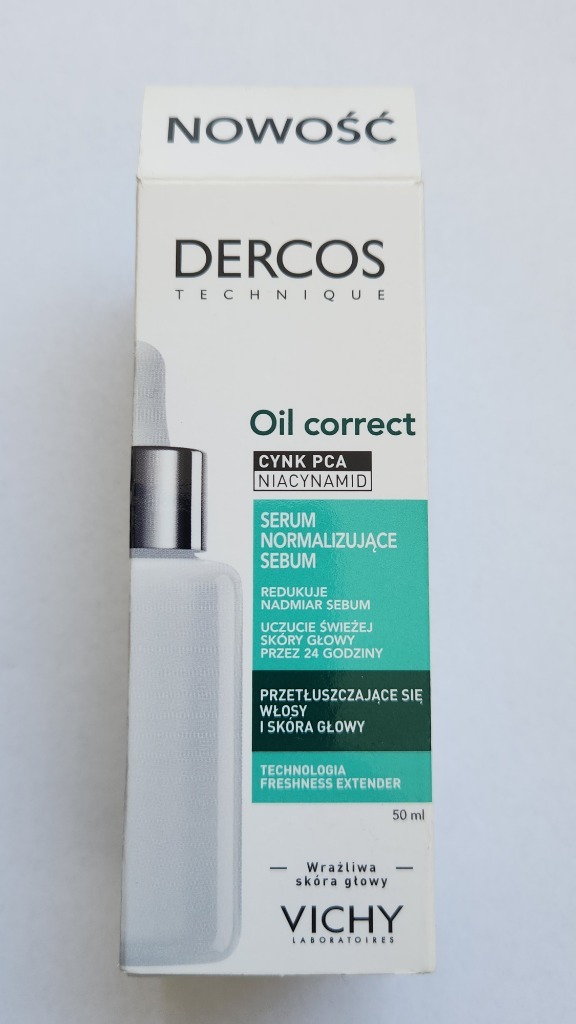 NOWOŚĆ
DERCOS
TECHNIQUE
Oil correct
CYNK PCA
NIACYNAMID
SERUM
NORMALIZUJĄCE
SEBUM
REDUKUJE
NADMIAR SEBUM
UCZUCIE ŚWIEŻEJ
SKÓRY GŁOWY
PRZEZ 24 GODZINY
PRZETŁUSZCZAJĄCE SIĘ
WŁOSY
I SKÓRA GŁOWY
TECHNOLOGIA
FRESHNESS EXTENDER
50 ml
Wrażliwa
skóra głowy
VICHY
LABORATOIRES